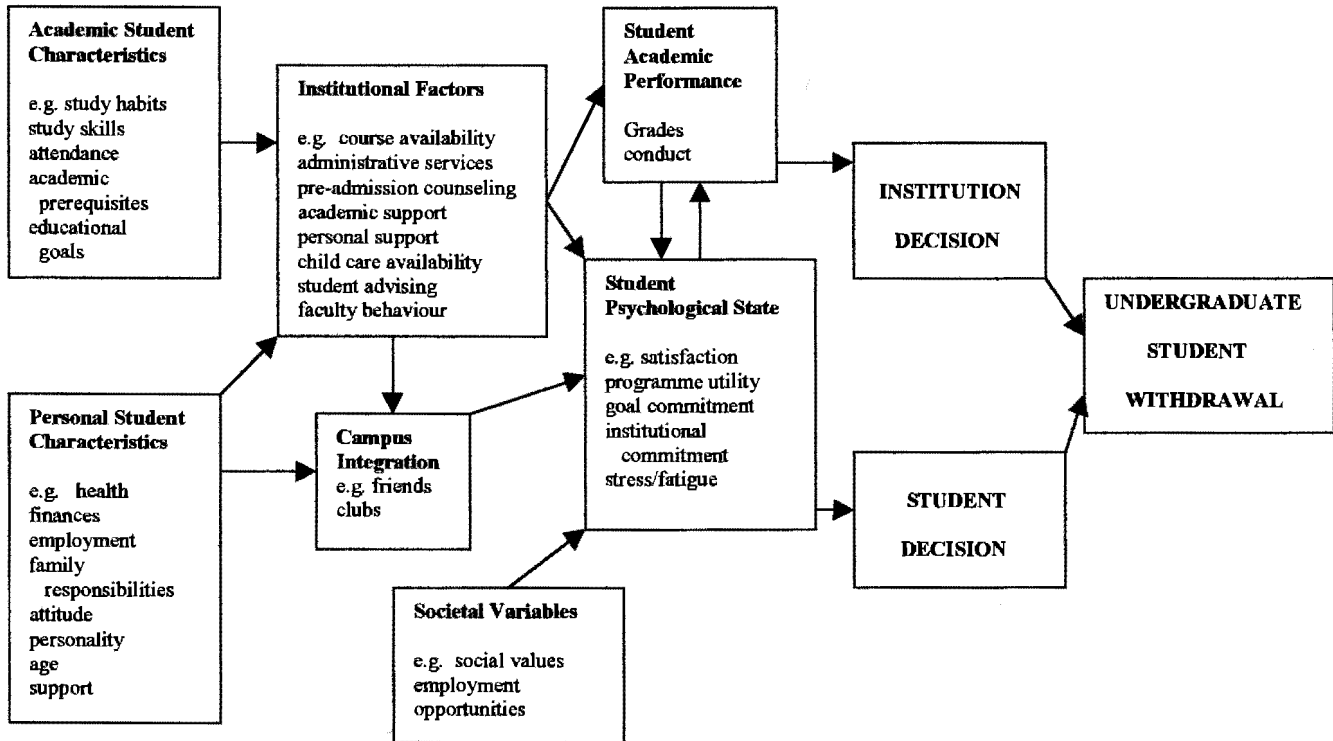 Academic Student
Characteristics
e.g. study habits
study skills
attendance
academic
prerequisites
educational
goals
Personal Student
Characteristics
e.g. health
finances
employment
family
responsibilities
attitude
personality
age
support
Institutional Factors
e.g. course availability
administrative services
pre-admission counseling
academic support
personal support
child care availability
student advising
faculty behaviour
Campus
Integration
e.g. friends
clubs
Societal Variables
e.g. social values
employment
opportunities
Student
Academic
Performance
Grades
conduct
Student
Psychological State
e.g. satisfaction
programme utility
goal commitment
institutional
commitment
stress/fatigue
INSTITUTION
DECISION
STUDENT
DECISION
UNDERGRADUATE
STUDENT
WITHDRAWAL